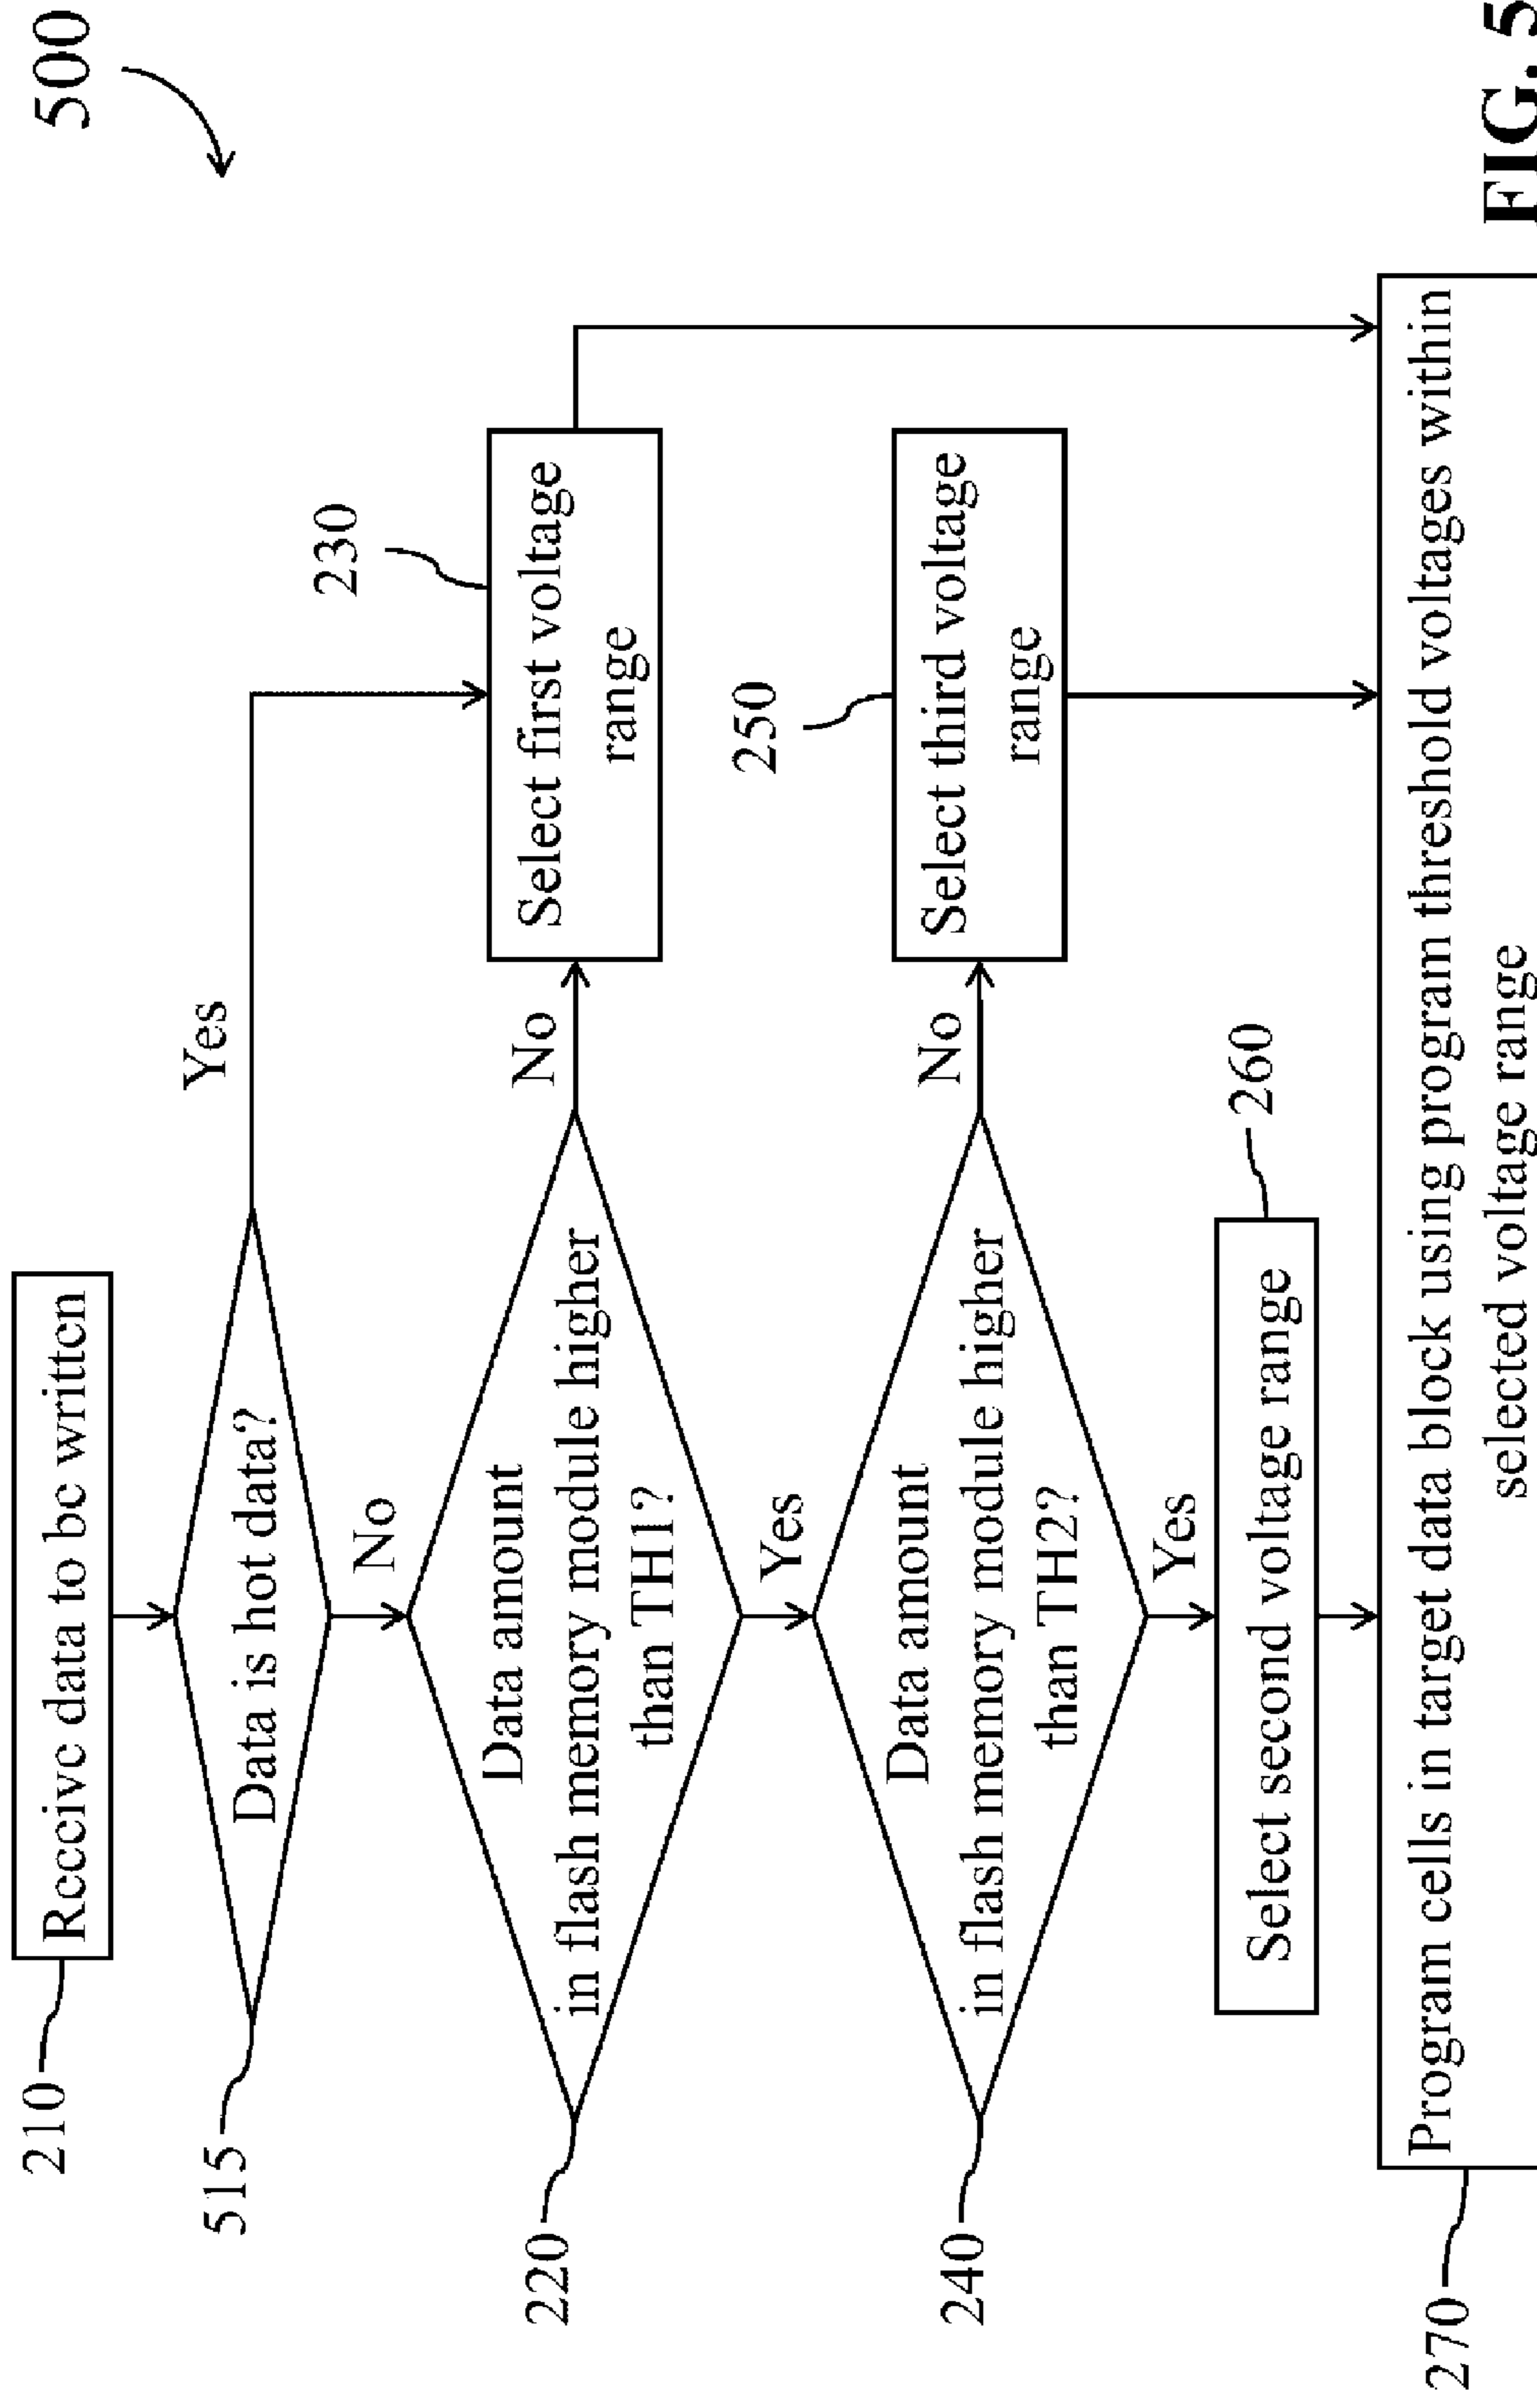 500
210
Receive data to be written
515
Data is hot data?
Yes
No
220
Data amount
in flash memory module higher
than TH1?
No
230
Select first voltage
range
Yes
240
Data amount
in flash memory module higher
than TH2?
No
250
Select third voltage
range
Yes
260
Select second voltage range
270
Program cells in target data block using program threshold voltages within
selected voltage range
FIG. 5